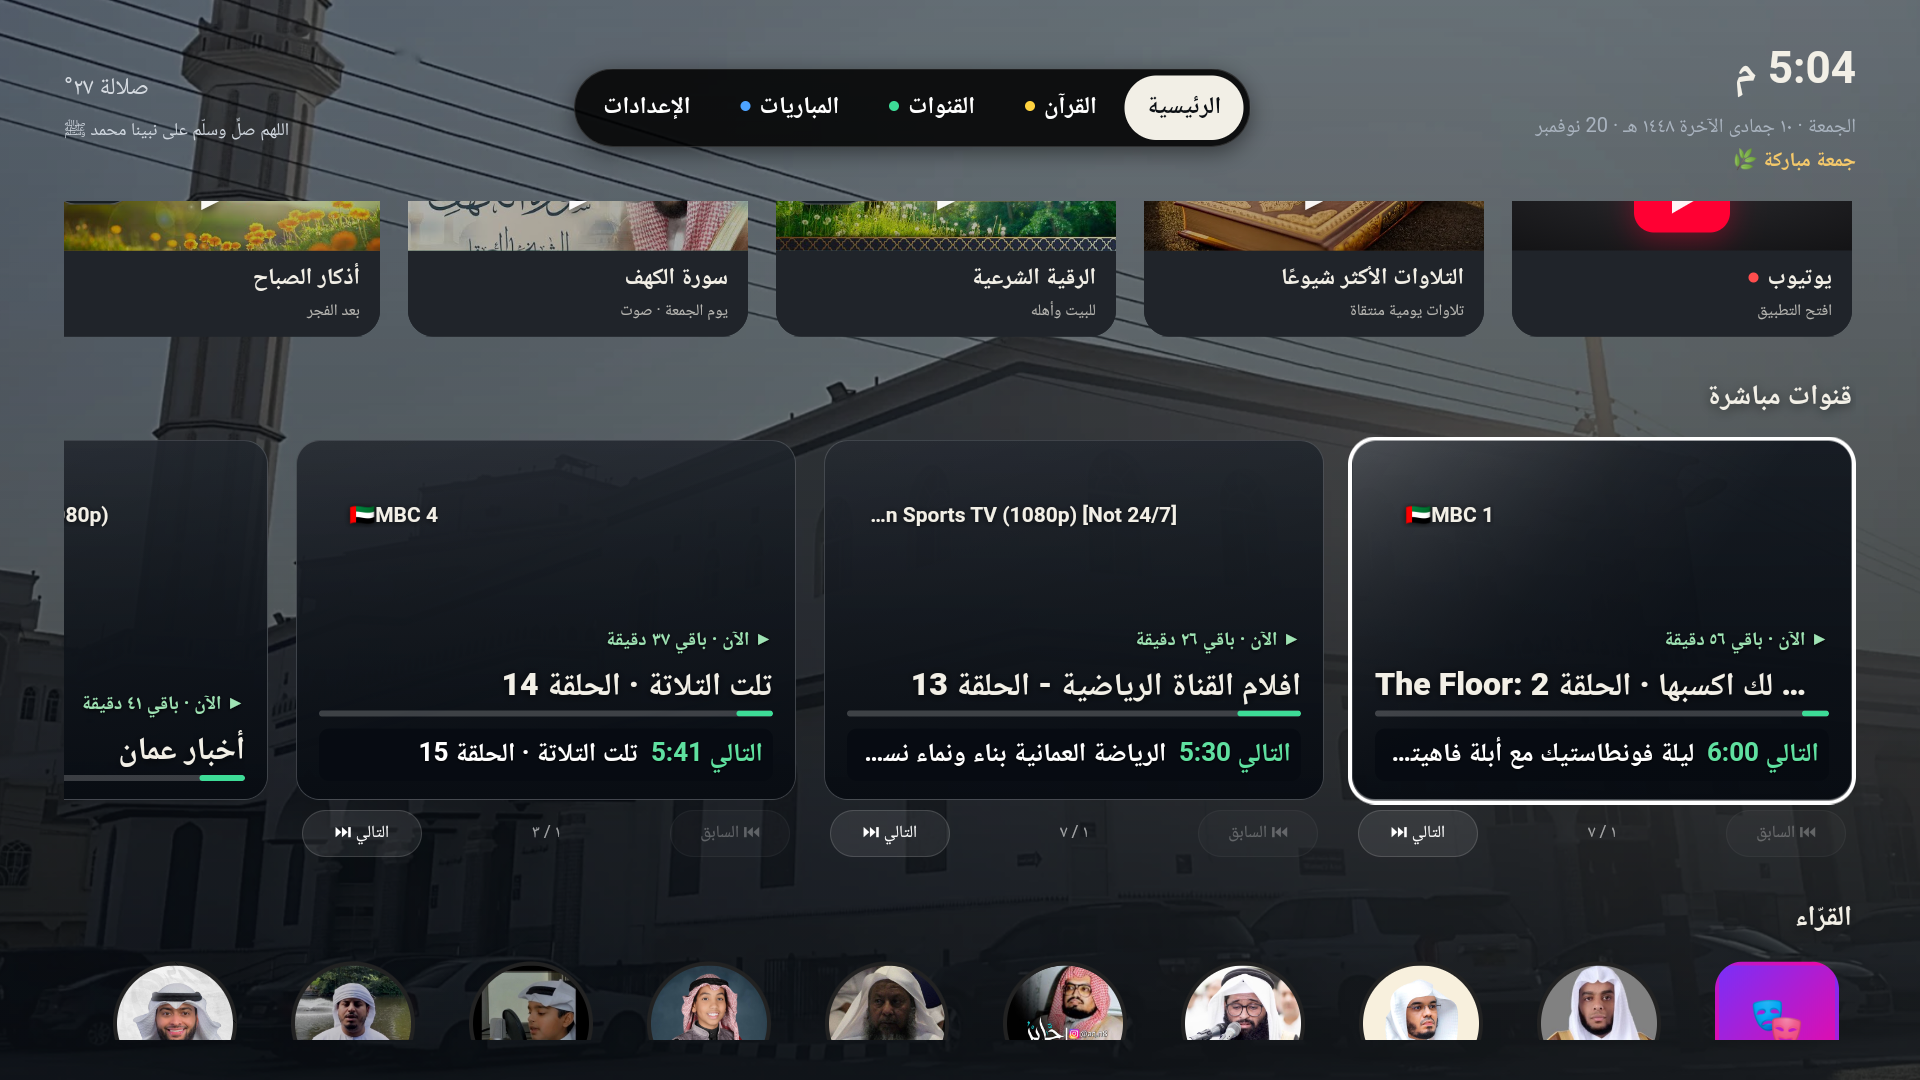 5:04 م
الجمعة · ١٠ جمادى الآخرة ١٤٤٨ هـ · 20 نوفمبر
جمعة مباركة 🌿
الرئيسية
القرآن
القنوات
المباريات
الإعدادات
صلالة ٢٧°
اللهم صلِّ وسلّم على نبينا محمد ﷺ
يوتيوب
افتح التطبيق
التلاوات الأكثر شيوعًا
تلاوات يومية منتقاة
الرقية الشرعية
للبيت وأهله
سورة الكهف
يوم الجمعة · صوت
أذكار الصباح
بعد الفجر
قنوات مباشرة
🇦🇪MBC 1
► الآن · باقي ٥٦ دقيقة
The Floor: لك اكسبها · الحلقة 2 ...
التالي 6:00 ليلة فونطاستيك مع أبلة فاهيتـ...
⏮ السابق
١ / ٧
التالي ⏭
...n Sports TV (1080p) [Not 24/7]
► الآن · باقي ٢٦ دقيقة
افلام القناة الرياضية - الحلقة 13
التالي 5:30 الرياضة العمانية بناء ونماء نسـ...
⏮ السابق
١ / ٧
التالي ⏭
🇦🇪MBC 4
► الآن · باقي ٣٧ دقيقة
تلت التلاتة · الحلقة 14
التالي 5:41 تلت التلاتة · الحلقة 15
⏮ السابق
١ / ٣
التالي ⏭
80p)
► الآن · باقي ٤١ دقيقة
أخبار عمان
القرّاء